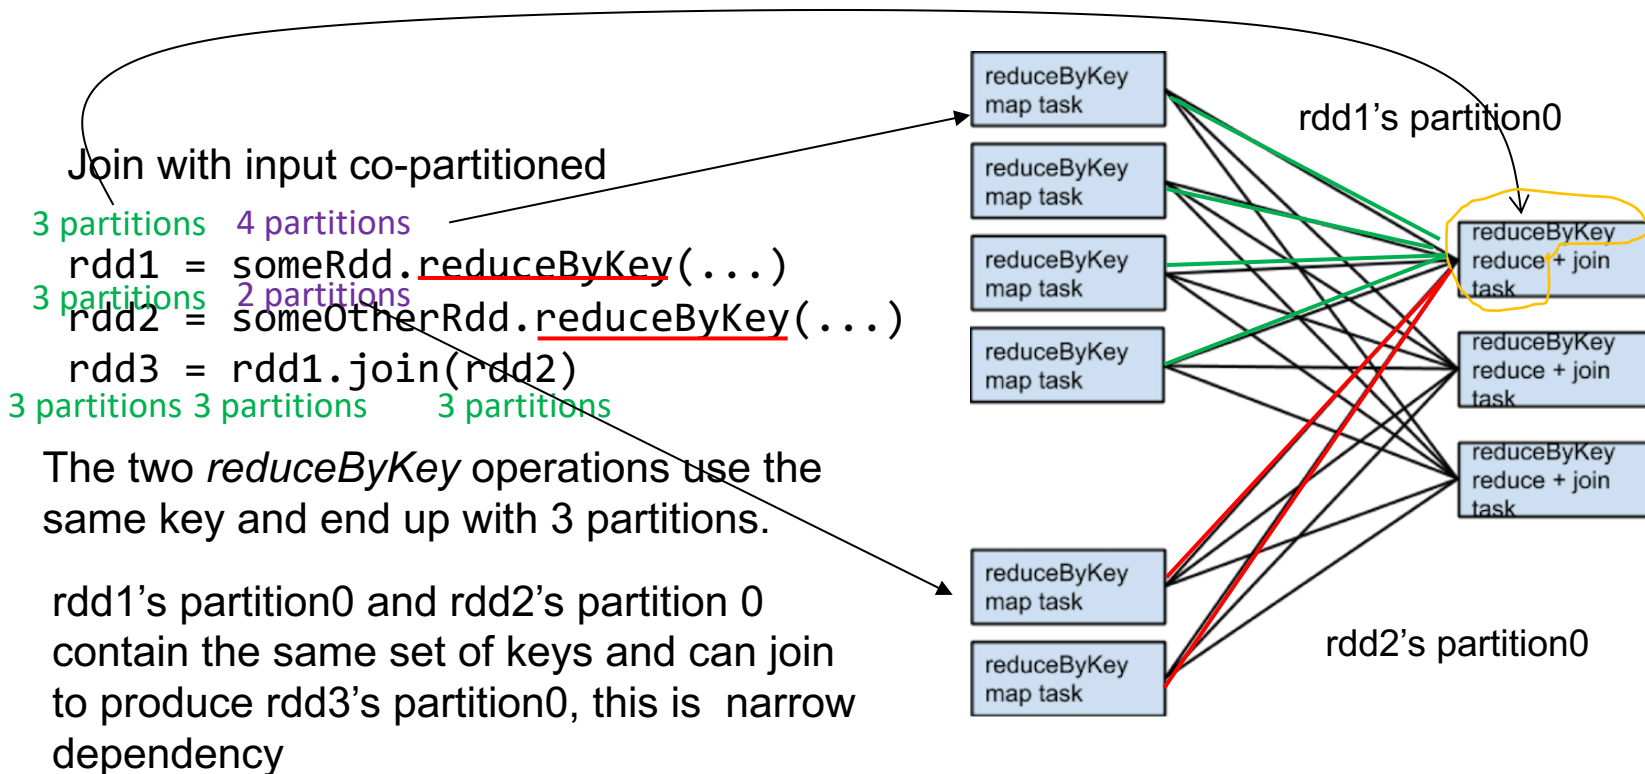 Join with input co-partitioned
3 partitions 4 partitions
rdd1 = someRdd.reduceByKey(...)
3 partitions 2 partitions
rdd2 = someOtherRdd.reduceByKey(...)
rdd3 = rdd1.join(rdd2)
3 partitions 3 partitions 3 partitions
The two reduceByKey operations use the
same key and end up with 3 partitions.
rdd1’s partition0 and rdd2’s partition 0
contain the same set of keys and can join
to produce rdd3’s partition0, this is narrow
dependency
reduceByKey
map task
reduceByKey
map task
reduceByKey
map task
reduceByKey
map task
reduceByKey
map task
reduceByKey
map task
rdd1’s partition0
reduceByKey
reduce + join
task
reduceByKey
reduce + join
task
reduceByKey
reduce + join
task
rdd2’s partition0